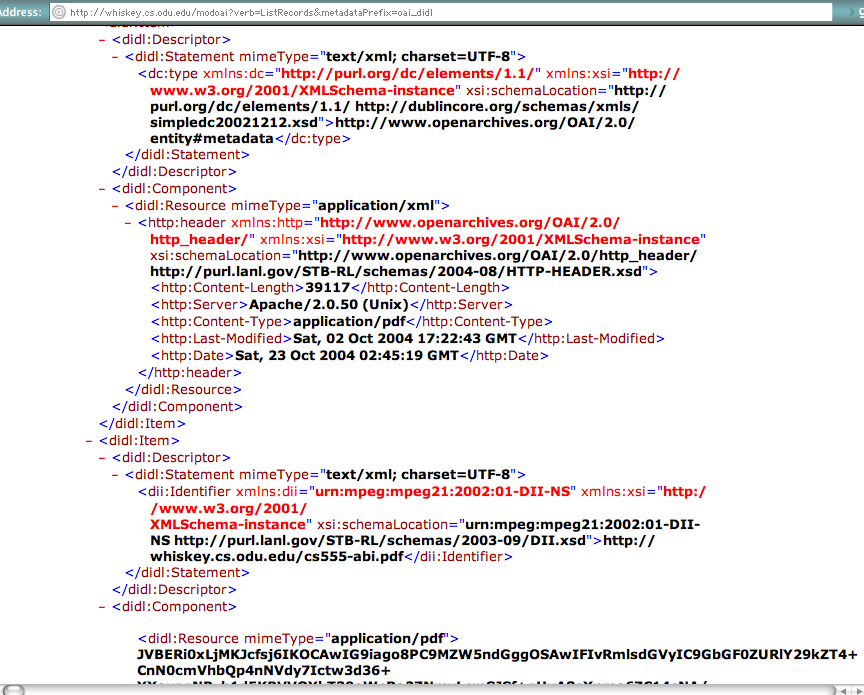 Address: http://whiskey.cs.odu.edu/modoai?verb=ListRecords&metadataPrefix=oai_didl
- <didl:Descriptor>
- <didl:Statement mimeType="text/xml; charset=UTF-8">
<dc:type xmlns:dc="http://purl.org/dc/elements/1.1/" xmlns:xsi="http://
www.w3.org/2001/XMLSchema-instance" xsi:schemaLocation="http://
purl.org/dc/elements/1.1/ http://dublincore.org/schemas/xmls/
simpledc20021212.xsd">http://www.openarchives.org/OAI/2.0/
entity#metadata</dc:type>
</didl:Statement>
</didl:Descriptor>
- <didl:Component>
- <didl:Resource mimeType="application/xml">
- <http:header xmlns:http="http://www.openarchives.org/OAI/2.0/
http_header/" xmlns:xsi="http://www.w3.org/2001/XMLSchema-instance"
xsi:schemaLocation="http://www.openarchives.org/OAI/2.0/http_header/
http://purl.lanl.gov/STB-RL/schemas/2004-08/HTTP-HEADER.xsd">
<http:Content-Length>39117</http:Content-Length>
<http:Server>Apache/2.0.50 (Unix)</http:Server>
<http:Content-Type>application/pdf</http:Content-Type>
<http:Last-Modified>Sat, 02 Oct 2004 17:22:43 GMT</http:Last-Modified>
<http:Date>Sat, 23 Oct 2004 02:45:19 GMT</http:Date>
</http:header>
</didl:Resource>
</didl:Component>
</didl:Item>
- <didl:Item>
- <didl:Descriptor>
- <didl:Statement mimeType="text/xml; charset=UTF-8">
<dii:Identifier xmlns:dii="urn:mpeg:mpeg21:2002:01-DII-NS" xmlns:xsi="http:/
/www.w3.org/2001/
XMLSchema-instance" xsi:schemaLocation="urn:mpeg:mpeg21:2002:01-DII-
NS http://purl.lanl.gov/STB-RL/schemas/2003-09/DII.xsd">http://
whiskey.cs.odu.edu/cs555-abi.pdf</dii:Identifier>
</didl:Statement>
</didl:Descriptor>
- <didl:Component>
<didl:Resource mimeType="application/pdf">
JVBERi0xLjMKJcfsj6IKOCAwIG9iago8PC9MZW5ndGggOSAwIFIvRmlsdGVyIC9GbGF0ZURlY29kZT4+
CnN0cmVhbQp4nNVdy7Ictw3d36+